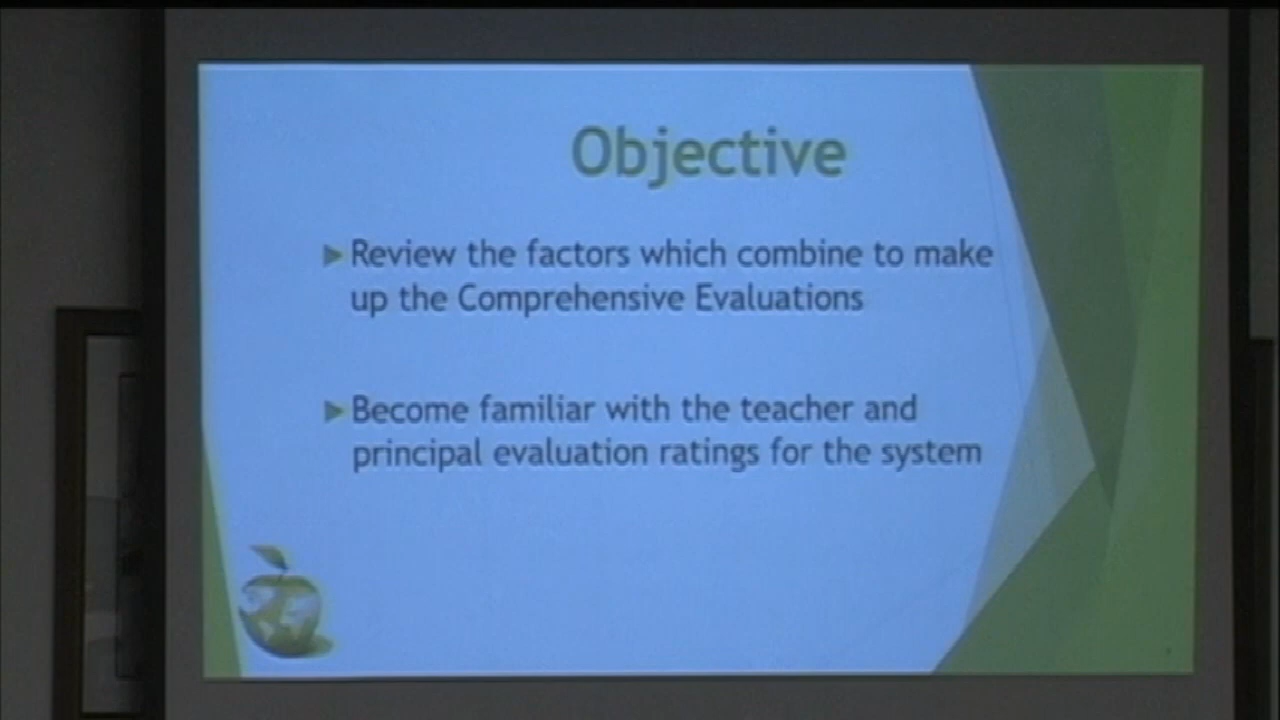 Objective
Review the factors which combine to make
up the Comprehensive Evaluations
Become familiar with the teacher and
principal evaluation ratings for the system